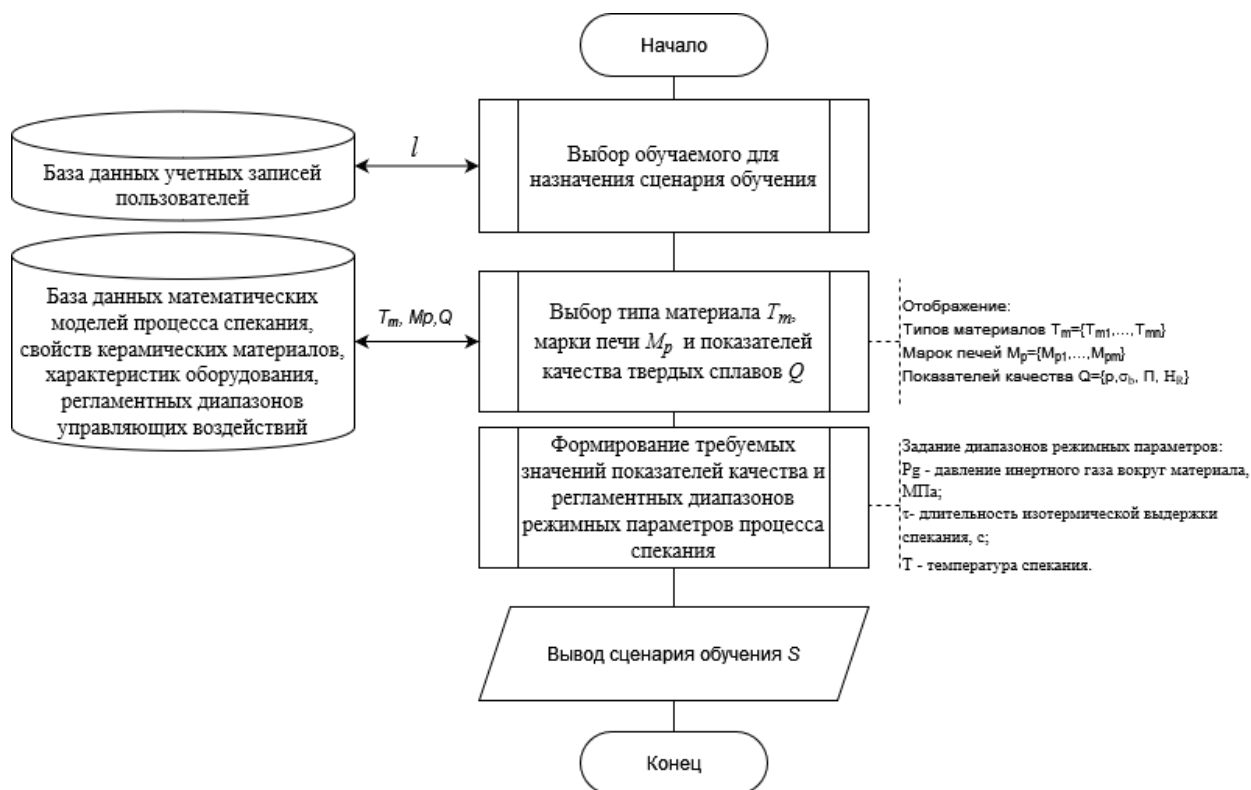 Начало
База данных учетных записей
пользователей
l
Выбор обучаемого для
назначения сценария обучения
База данных математических
моделей процесса спекания,
свойств керамических материалов,
характеристик оборудования,
регламентных диапазонов
управляющих воздействий
Tm, Mp,Q
Выбор типа материала Tm,
марки печи Mp и показателей
качества твердых сплавов Q
Отображение:
Типов материалов Tm={Tm1,...,Tmn}
Марок печей Mp={Mp1,...,Mpm}
Показателей качества Q={p,σb, П, HR}
Формирование требуемых
значений показателей качества и
регламентных диапазонов
режимных параметров процесса
спекания
Задание диапазонов режимных параметров:
Pg - давление инертного газа вокруг материала,
МПа;
τ- длительность изотермической выдержки
спекания, с;
T - температура спекания.
Вывод сценария обучения S
Конец